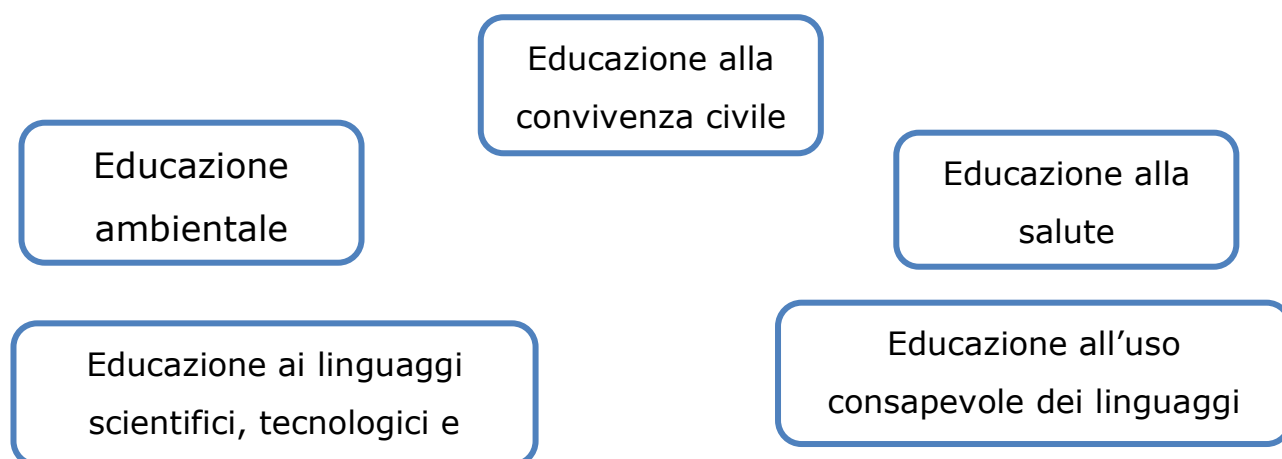 Educazione alla
convivenza civile
Educazione
ambientale
Educazione alla
salute
Educazione ai linguaggi
scientifici, tecnologici e
Educazione all’uso
consapevole dei linguaggi